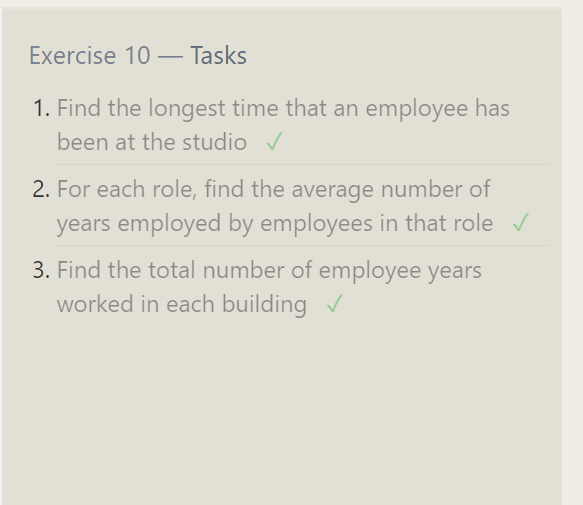 Exercise 10 — Tasks
1. Find the longest time that an employee has
been at the studio ✓
2. For each role, find the average number of
years employed by employees in that role ✓
3. Find the total number of employee years
worked in each building ✓